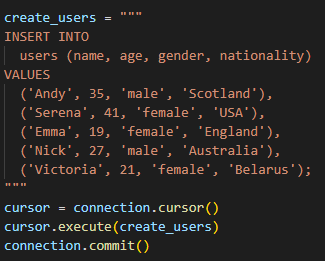 create_users = """
INSERT INTO
  users (name, age, gender, nationality)
VALUES
  ('Andy', 35, 'male', 'Scotland'),
  ('Serena', 41, 'female', 'USA'),
  ('Emma', 19, 'female', 'England'),
  ('Nick', 27, 'male', 'Australia'),
  ('Victoria', 21, 'female', 'Belarus');
"""
cursor = connection.cursor()
cursor.execute(create_users)
connection.commit()